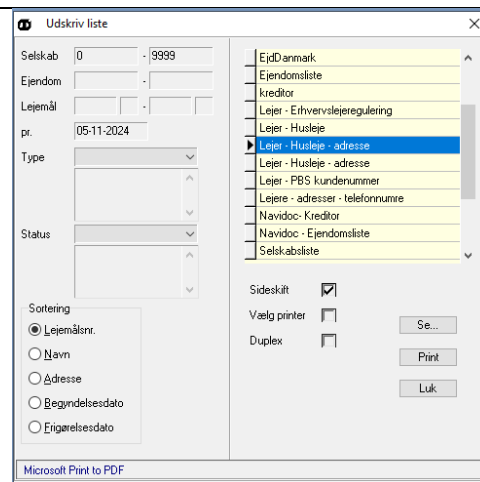 Udskriv liste
Selskab 0 - 9999
Ejendom -
Lejemål -
pr. 05-11-2024
Type
Status
Sortering
Lejemålsnr.
Navn
Adresse
Begyndelsesdato
Frigørelsesdato
EjdDanmark
Ejendomsliste
kreditor
Lejer - Erhvervslejeregulering
Lejer - Husleje
Lejer - Husleje - adresse
Lejer - Husleje - adresse
Lejer - PBS kundenummer
Lejere - adresser - telefonnumre
Navidoc- Kreditor
Navidoc - Ejendomsliste
Selskabsliste
Sideskift
Vælg printer
Duplex
Se...
Print
Luk
Microsoft Print to PDF